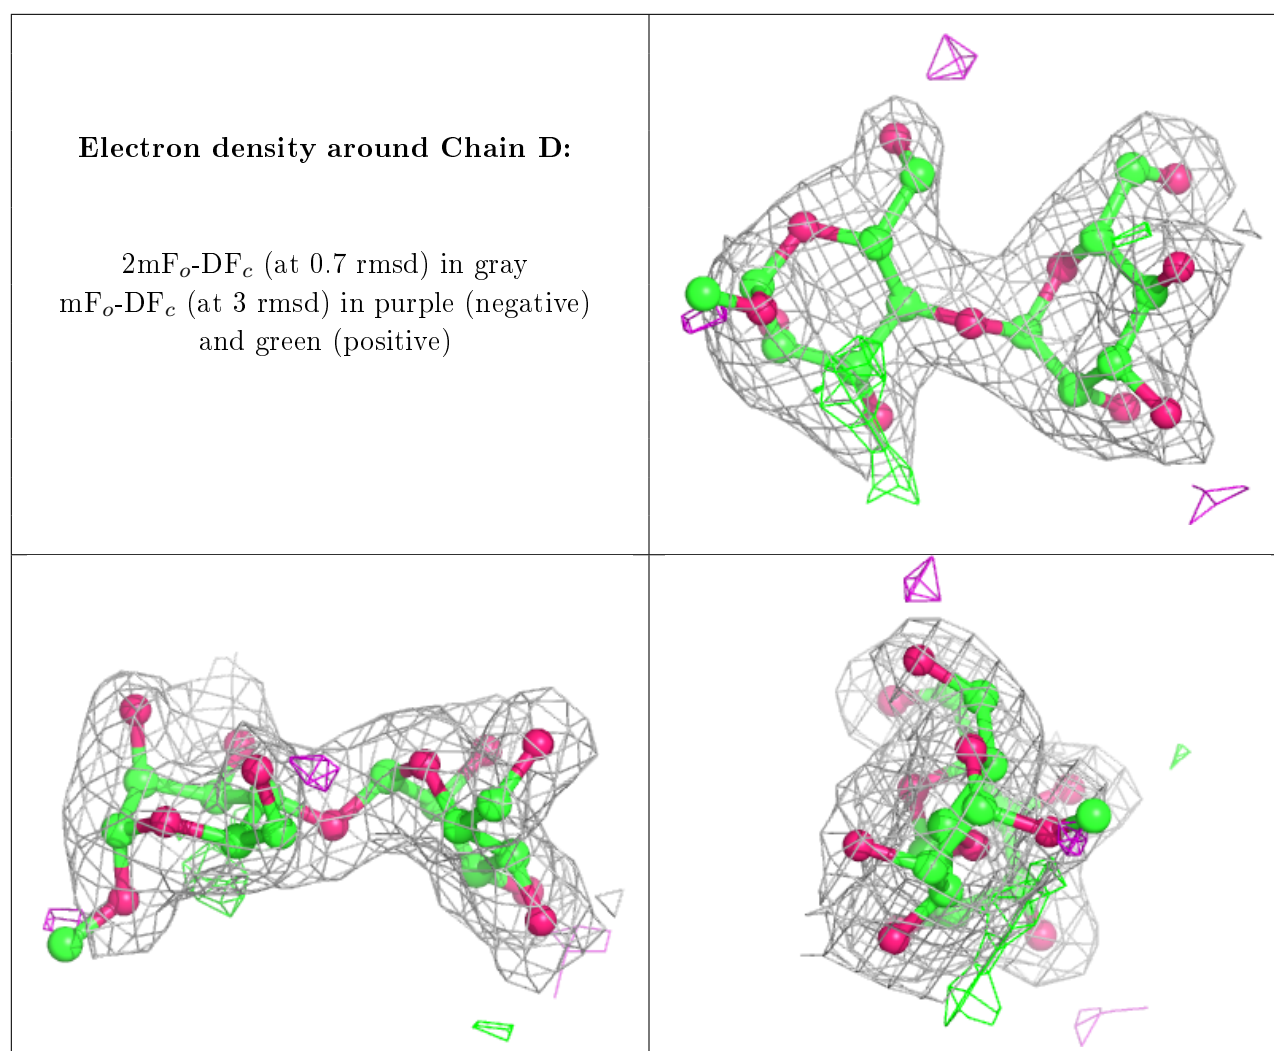 Electron density around Chain D:
2mFₒ-DF𝒸 (at 0.7 rmsd) in gray
mFₒ-DF𝒸 (at 3 rmsd) in purple (negative)
and green (positive)